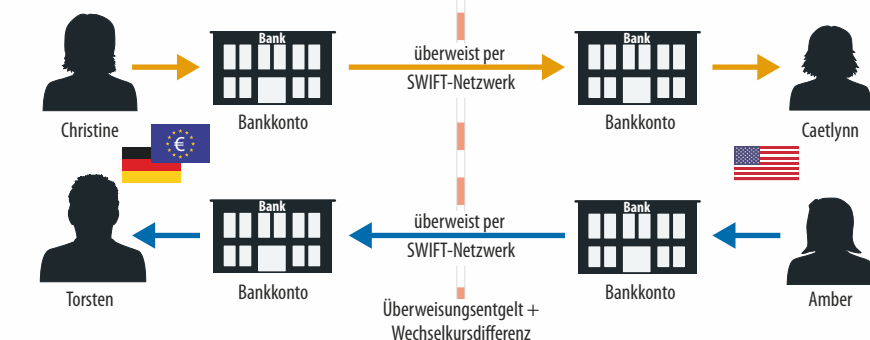 Bank
Bank
überweist per
SWIFT-Netzwerk
Christine
Bankkonto
Bankkonto
Caetlynn
€
Bank
Bank
überweist per
SWIFT-Netzwerk
Torsten
Bankkonto
Bankkonto
Amber
Überweisungsentgelt +
Wechselkursdifferenz